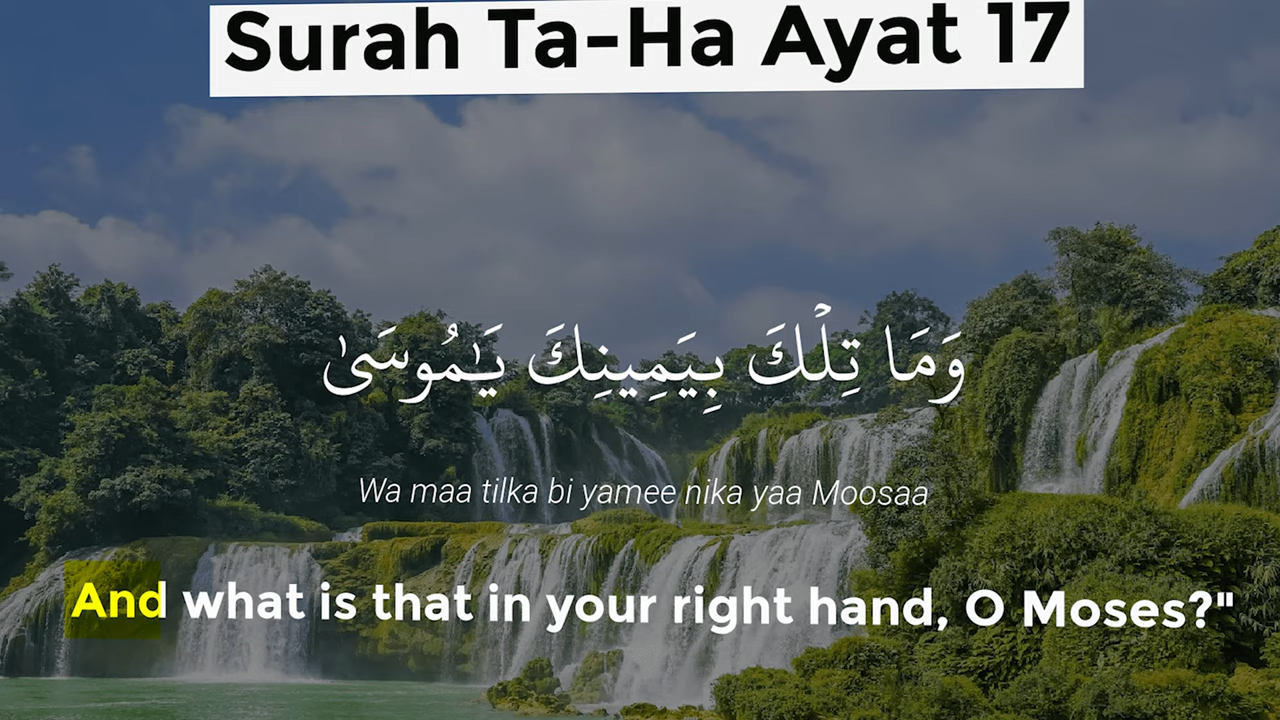 Surah Ta-Ha Ayat 17
وَمَا تِلْكَ بِيَمِينِكَ يَـٰمُوسَىٰ
Wa maa tilka bi yamee nika yaa Moosaa
And what is that in your right hand, O Moses?"